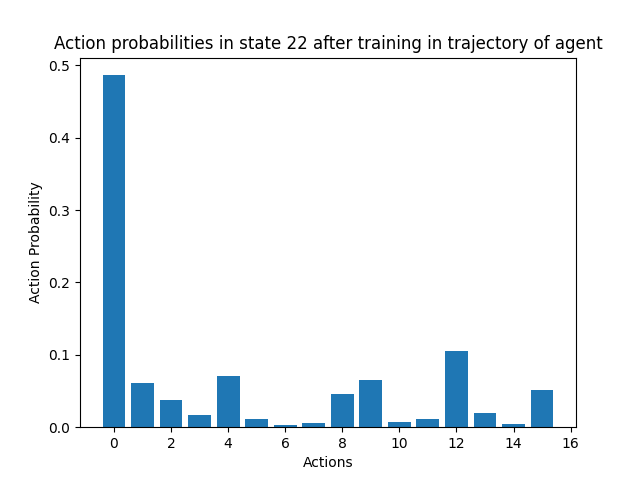 Action probabilities in state 22 after training in trajectory of agent
0.5
0.4
0.3
0.2
0.1
0.0
Action Probability
0 2 4 6 8 10 12 14 16
Actions